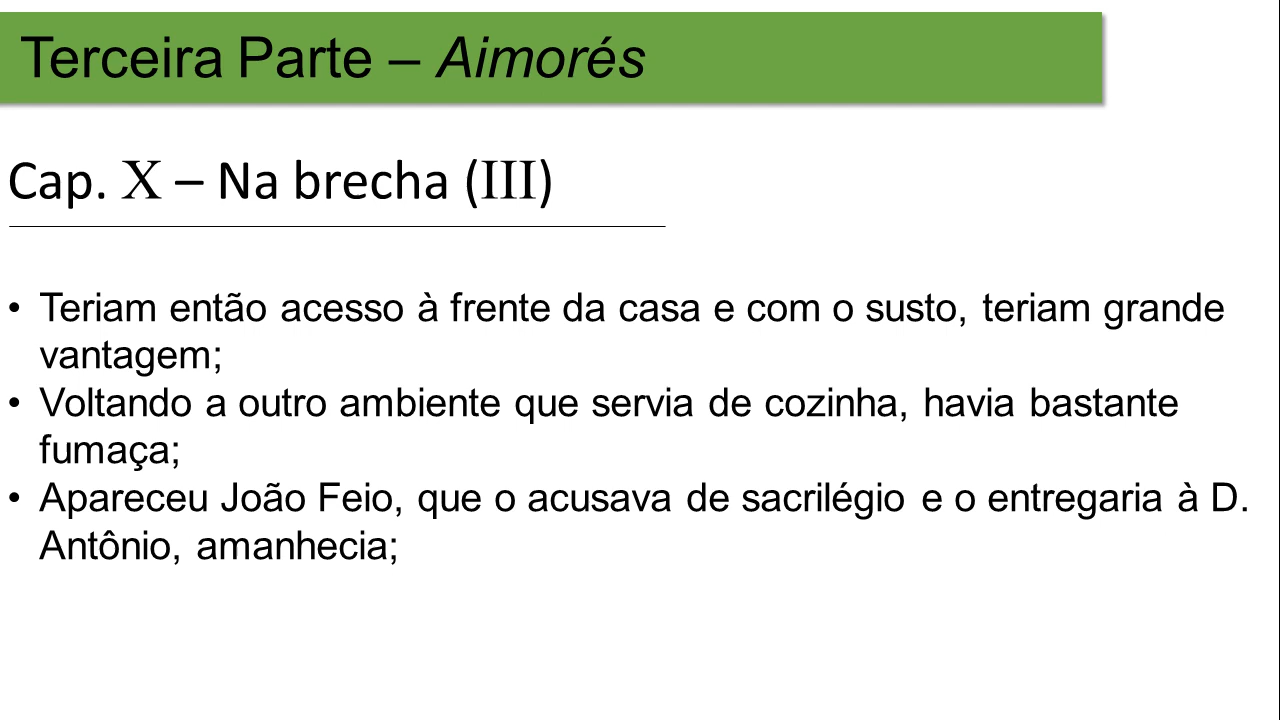 Terceira Parte – Aimorés
Cap. X – Na brecha (III)
• Teriam então acesso à frente da casa e com o susto, teriam grande
vantagem;
• Voltando a outro ambiente que servia de cozinha, havia bastante
fumaça;
• Apareceu João Feio, que o acusava de sacrilégio e o entregaria à D.
Antônio, amanhecia;